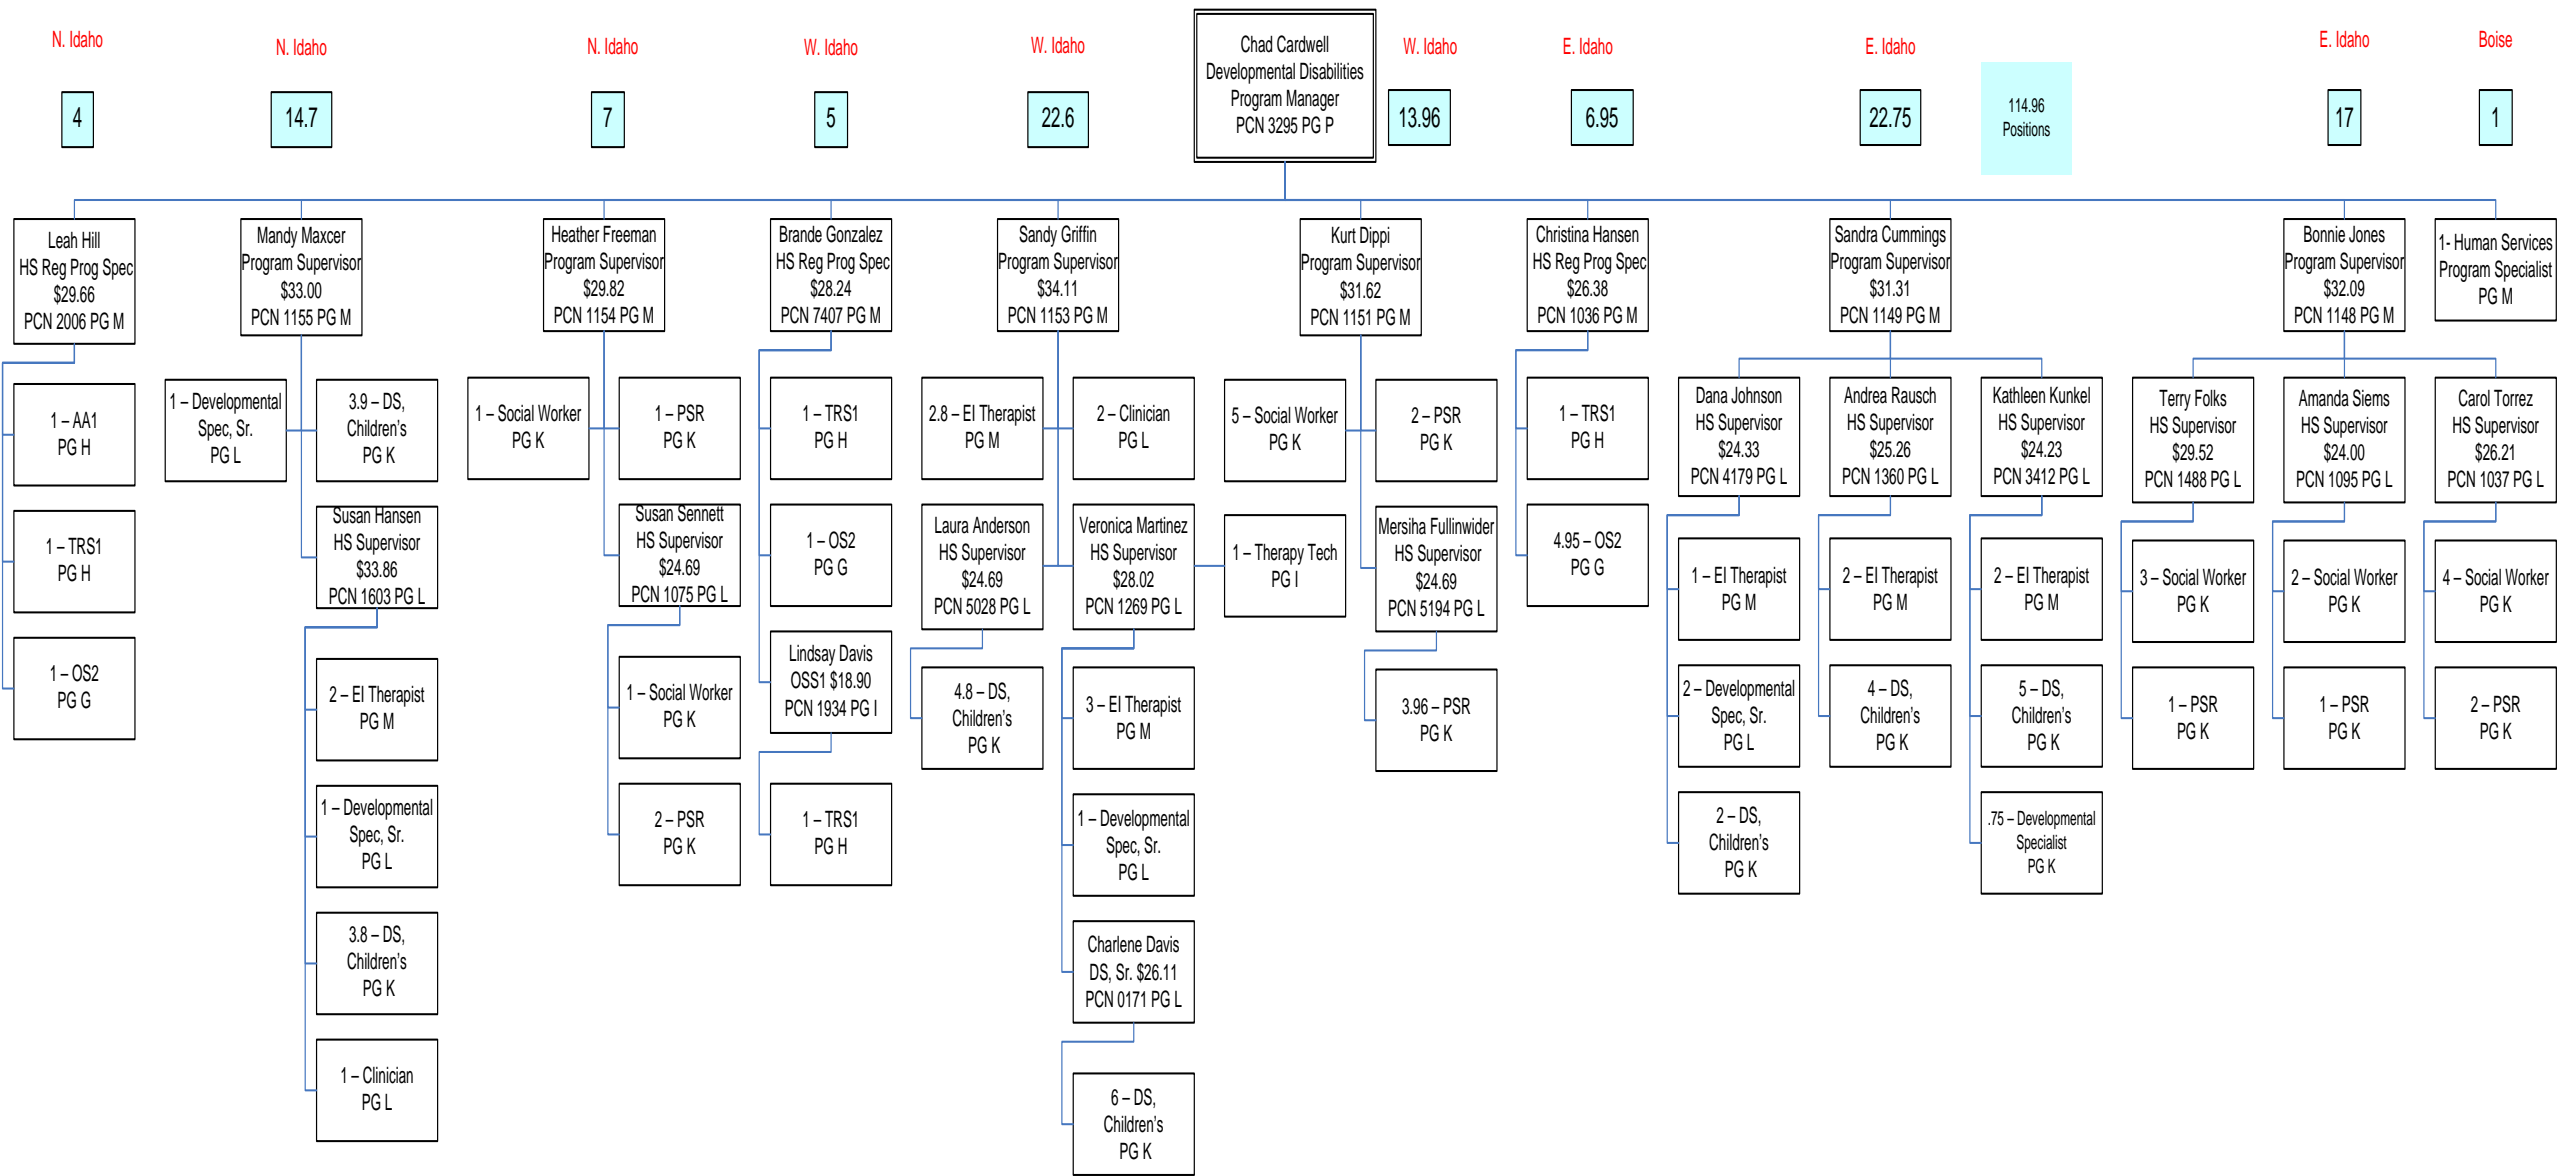 N. Idaho
N. Idaho
N. Idaho
W. Idaho
W. Idaho
W. Idaho
E. Idaho
E. Idaho
E. Idaho
Boise
4
14.7
7
5
22.6
Chad Cardwell
Developmental Disabilities
Program Manager
PCN 3295 PG P
13.96
6.95
22.75
114.96
Positions
17
1
Leah Hill
HS Reg Prog Spec
$29.66
PCN 2006 PG M
Mandy Maxcer
Program Supervisor
$33.00
PCN 1155 PG M
Heather Freeman
Program Supervisor
$29.82
PCN 1154 PG M
Brande Gonzalez
HS Reg Prog Spec
$28.24
PCN 7407 PG M
Sandy Griffin
Program Supervisor
$34.11
PCN 1153 PG M
Kurt Dippi
Program Supervisor
$31.62
PCN 1151 PG M
Christina Hansen
HS Reg Prog Spec
$26.38
PCN 1036 PG M
Sandra Cummings
Program Supervisor
$31.31
PCN 1149 PG M
Bonnie Jones
Program Supervisor
$32.09
PCN 1148 PG M
1- Human Services
Program Specialist
PG M
1 – AA1
PG H
1 – TRS1
PG H
1 – OS2
PG G
1 – Developmental
Spec, Sr.
PG L
3.9 – DS,
Children's
PG K
Susan Hansen
HS Supervisor
$33.86
PCN 1603 PG L
2 – EI Therapist
PG M
1 – Developmental
Spec, Sr.
PG L
3.8 – DS,
Children's
PG K
1 – Clinician
PG L
1 – Social Worker
PG K
1 – PSR
PG K
Susan Sennett
HS Supervisor
$24.69
PCN 1075 PG L
1 – Social Worker
PG K
2 – PSR
PG K
1 – TRS1
PG H
1 – OS2
PG G
Lindsay Davis
OSS1 $18.90
PCN 1934 PG I
1 – TRS1
PG H
2.8 – EI Therapist
PG M
2 – Clinician
PG L
Laura Anderson
HS Supervisor
$24.69
PCN 5028 PG L
4.8 – DS,
Children's
PG K
Veronica Martinez
HS Supervisor
$28.02
PCN 1269 PG L
1 – Therapy Tech
PG I
3 – EI Therapist
PG M
1 – Developmental
Spec, Sr.
PG L
Charlene Davis
DS, Sr. $26.11
PCN 0171 PG L
6 – DS,
Children's
PG K
5 – Social Worker
PG K
2 – PSR
PG K
Mersiha Fullinwider
HS Supervisor
$24.69
PCN 5194 PG L
3.96 – PSR
PG K
1 – TRS1
PG H
4.95 – OS2
PG G
Dana Johnson
HS Supervisor
$24.33
PCN 4179 PG L
1 – EI Therapist
PG M
2 – Developmental
Spec, Sr.
PG L
2 – DS,
Children's
PG K
Andrea Rausch
HS Supervisor
$25.26
PCN 1360 PG L
2 – EI Therapist
PG M
4 – DS,
Children's
PG K
Kathleen Kunkel
HS Supervisor
$24.23
PCN 3412 PG L
2 – EI Therapist
PG M
5 – DS,
Children's
PG K
.75 – Developmental
Specialist
PG K
Terry Folks
HS Supervisor
$29.52
PCN 1488 PG L
3 – Social Worker
PG K
1 – PSR
PG K
Amanda Siems
HS Supervisor
$24.00
PCN 1095 PG L
2 – Social Worker
PG K
1 – PSR
PG K
Carol Torrez
HS Supervisor
$26.21
PCN 1037 PG L
4 – Social Worker
PG K
2 – PSR
PG K